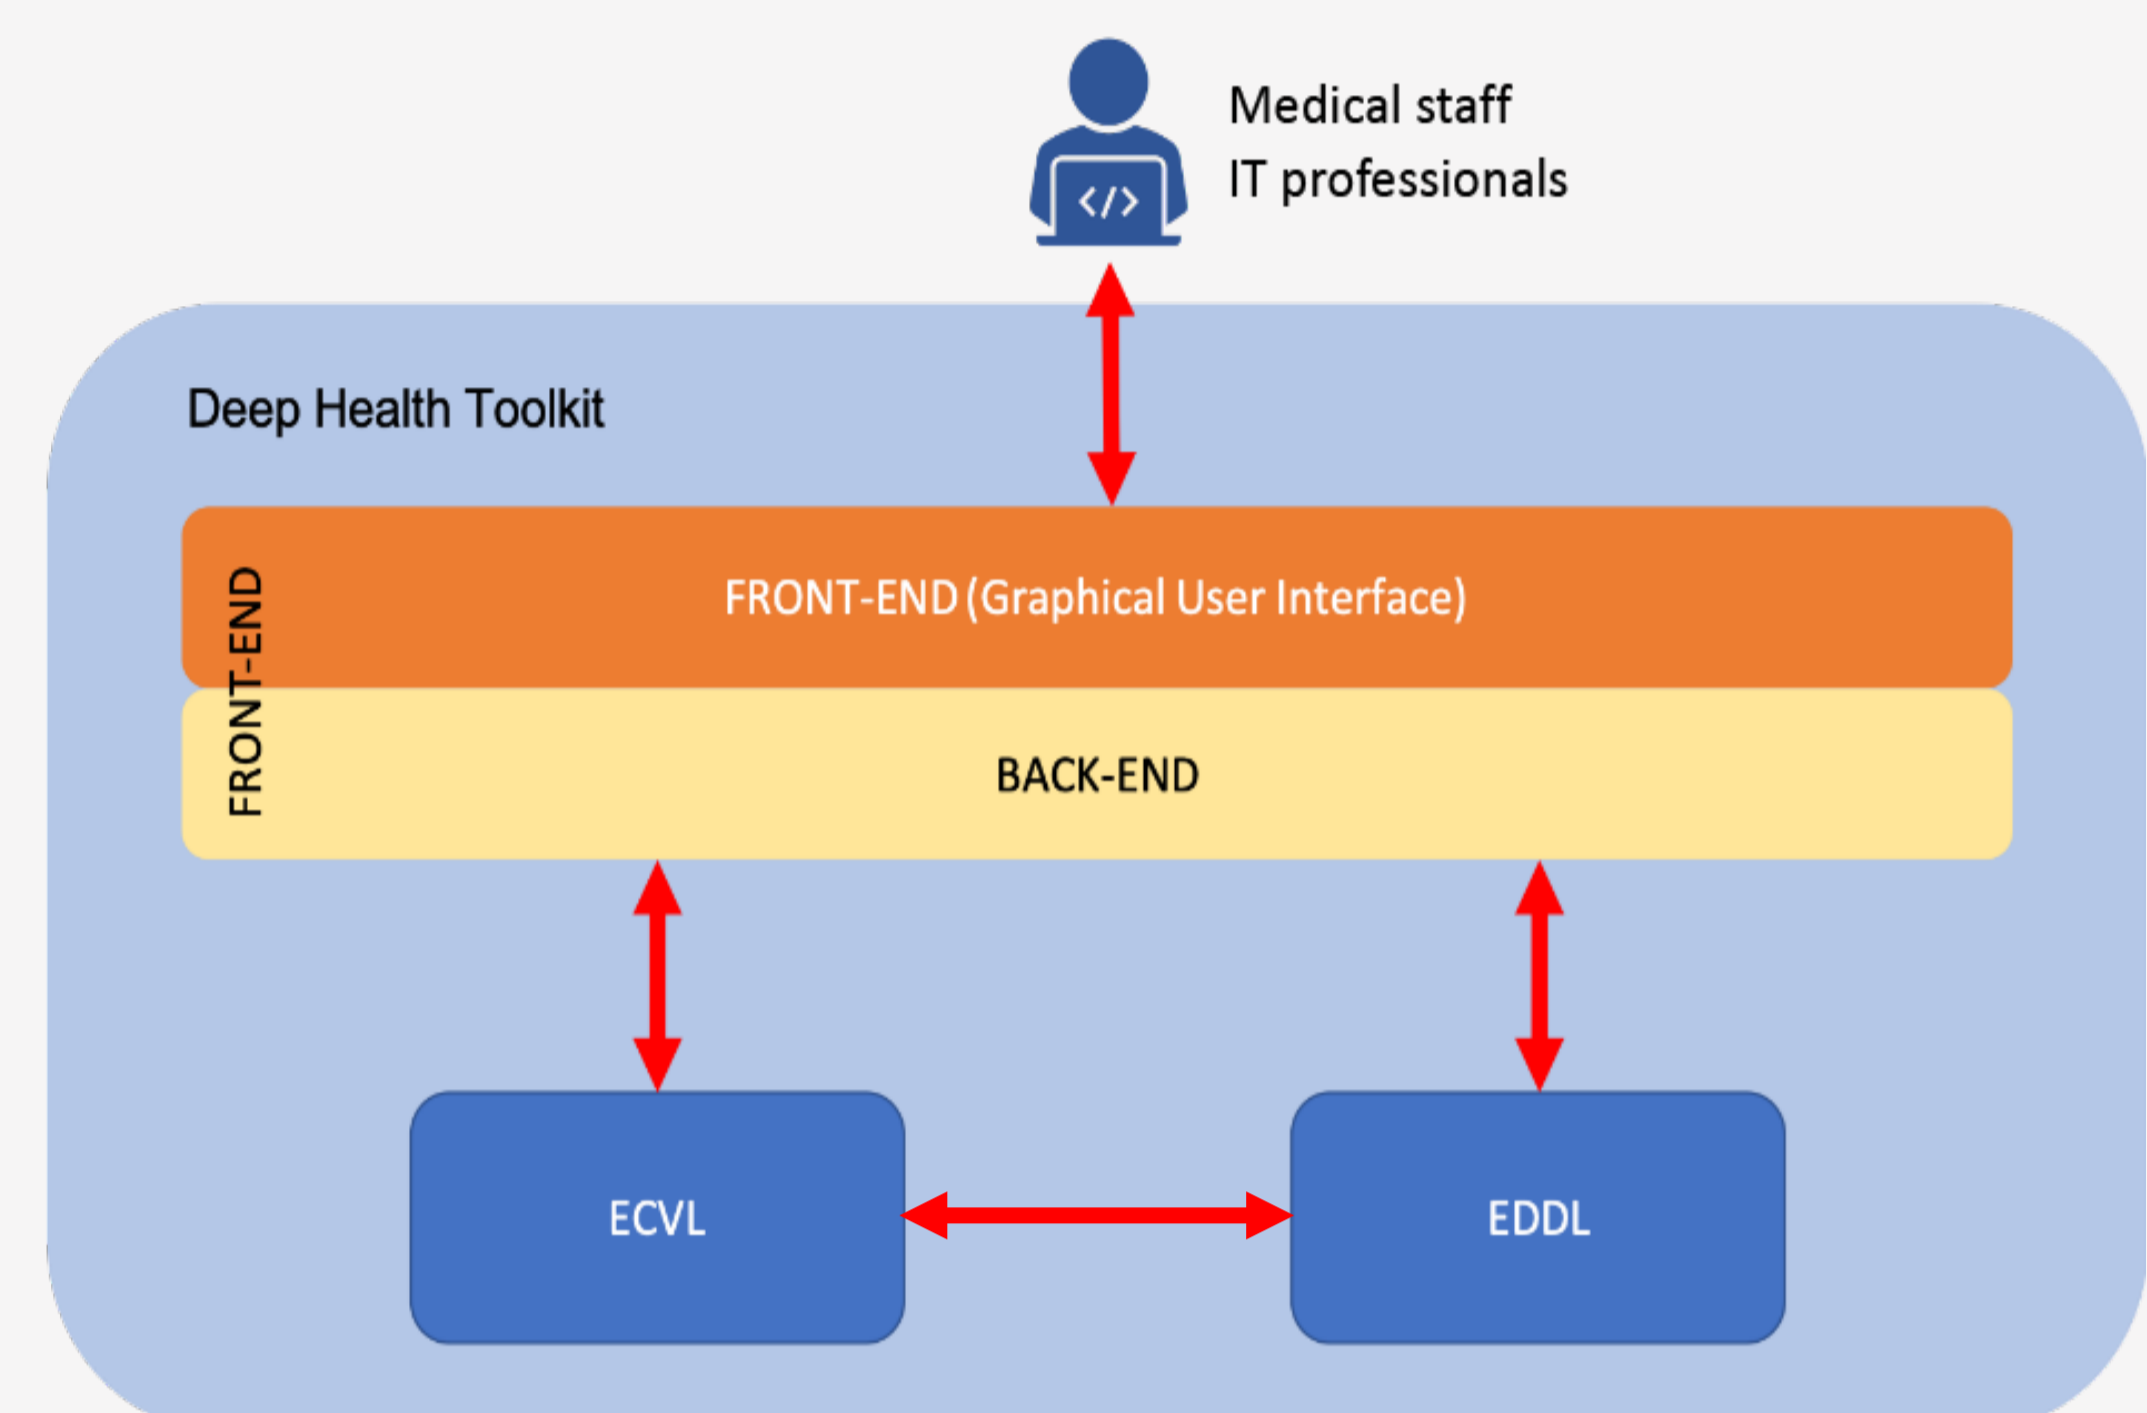 Medical staff
IT professionals
</>
Deep Health Toolkit
FRONT-END (Graphical User Interface)
FRONT-END
BACK-END
ECVL
EDDL